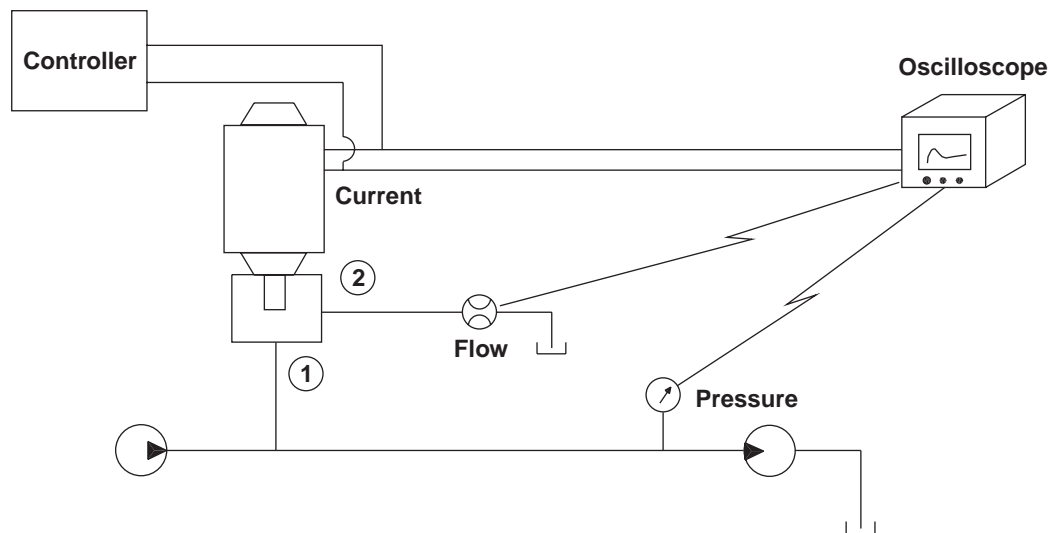 Controller
Oscilloscope
Current
2
Flow
1
Pressure